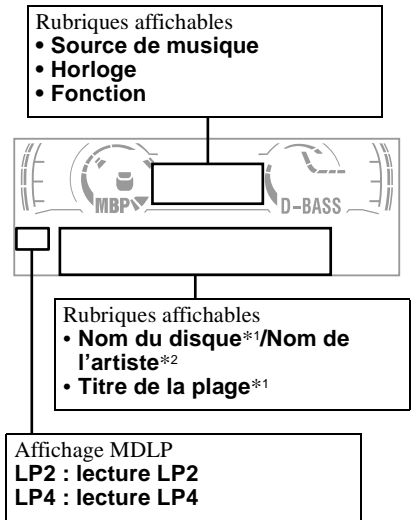 Rubriques affichables
• Source de musique
• Horloge
• Fonction
MBP
D-BASS
Rubriques affichables
• Nom du disque*1/Nom de
l’artiste*2
• Titre de la plage*1
Affichage MDLP
LP2 : lecture LP2
LP4 : lecture LP4